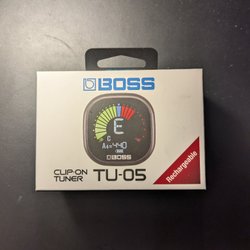 BOSS
E
A4=440
BOSS
CLIP-ON
TUNER
TU-05
Rechargeable